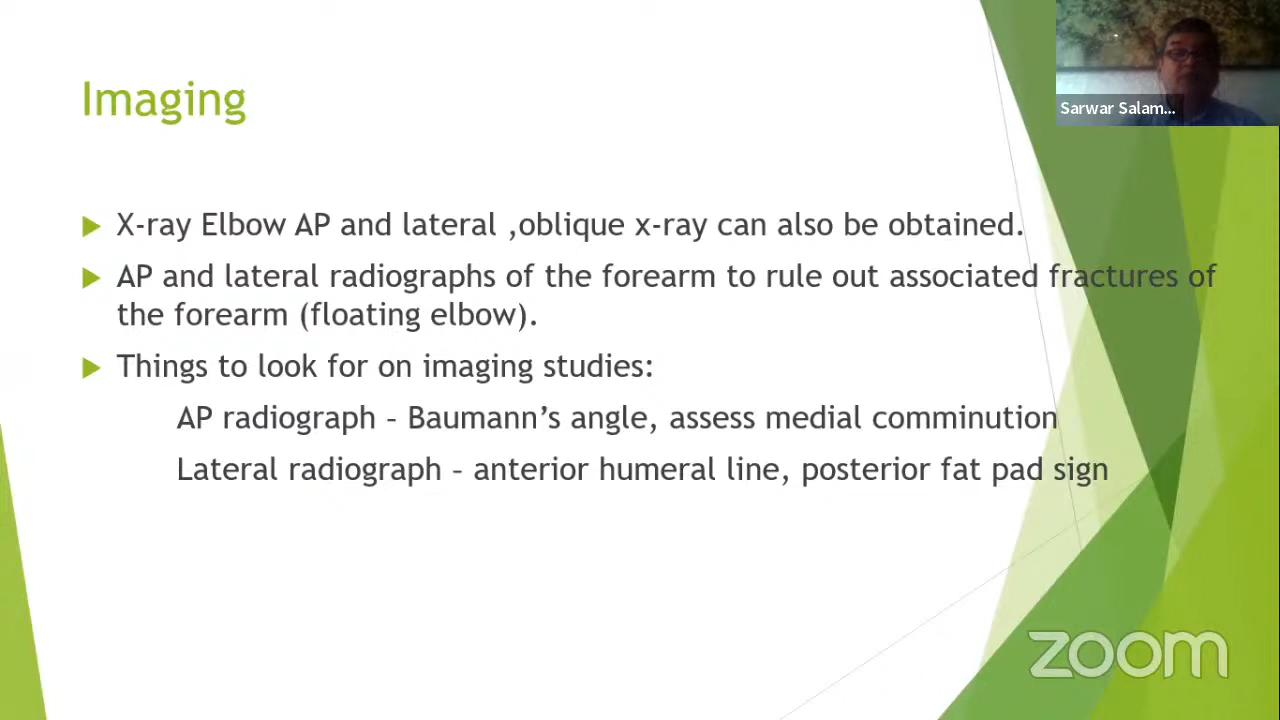 Imaging
Sarwar Salam...
X-ray Elbow AP and lateral ,oblique x-ray can also be obtained.
AP and lateral radiographs of the forearm to rule out associated fractures of
the forearm (floating elbow).
Things to look for on imaging studies:
AP radiograph – Baumann’s angle, assess medial comminution
Lateral radiograph – anterior humeral line, posterior fat pad sign
zoom